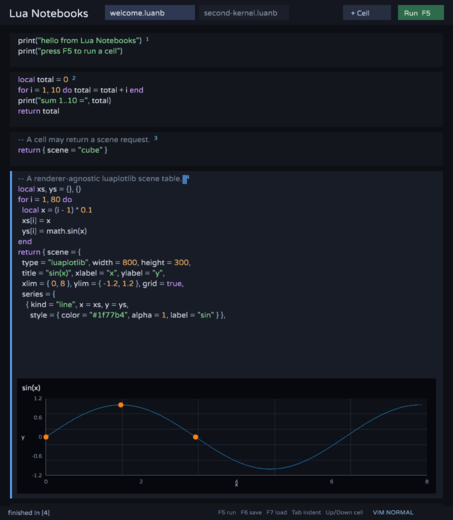 Lua Notebooks welcome.luanb second-kernel.luanb + Cell Run F5
print("hello from Lua Notebooks") 1
print("press F5 to run a cell")
local total = 0 2
for i = 1, 10 do total = total + i end
print("sum 1..10 =", total)
return total
-- A cell may return a scene request. 3
return { scene = "cube" }
-- A renderer-agnostic luaplotlib scene table.
local xs, ys = {}, {}
for i = 1, 80 do
local x = (i - 1) * 0.1
xs[i] = x
ys[i] = math.sin(x)
end
return { scene = {
type = "luaplotlib", width = 800, height = 300,
title = "sin(x)", xlabel = "x", ylabel = "y",
xlim = { 0, 8 }, ylim = { -1.2, 1.2 }, grid = true,
series = {
{ kind = "line", x = xs, y = ys,
style = { color = "#1f77b4", alpha = 1, label = "sin" } },
sin(x)
1.2
0.6
y 0
-0.6
-1.2
0 2 6 8
finished in [4] F5 run F6 save F7 load Tab indent Up/Down cell VIM NORMAL